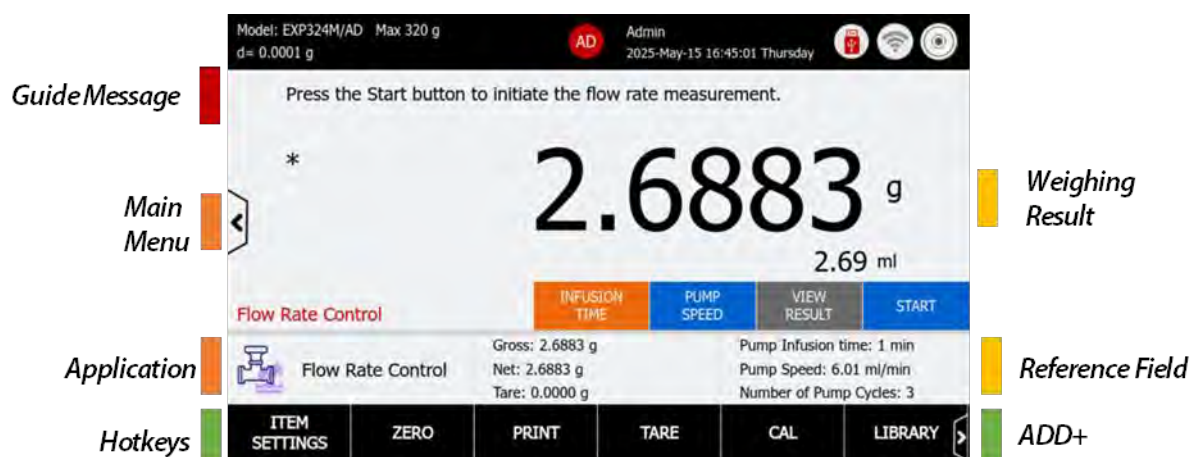 Model: EXP324M/AD Max 320 g
d= 0.0001 g
AD
Admin
2025-May-15 16:45:01 Thursday
Guide Message
Press the Start button to initiate the flow rate measurement.
*
2.6883 g
Main
Menu
Weighing
Result
2.69 ml
Flow Rate Control
INFUSION
TIME
PUMP
SPEED
VIEW
RESULT
START
Application
Flow Rate Control
Gross: 2.6883 g
Net: 2.6883 g
Tare: 0.0000 g
Pump Infusion time: 1 min
Pump Speed: 6.01 ml/min
Number of Pump Cycles: 3
Reference Field
Hotkeys
ITEM
SETTINGS
ZERO
PRINT
TARE
CAL
LIBRARY
ADD+